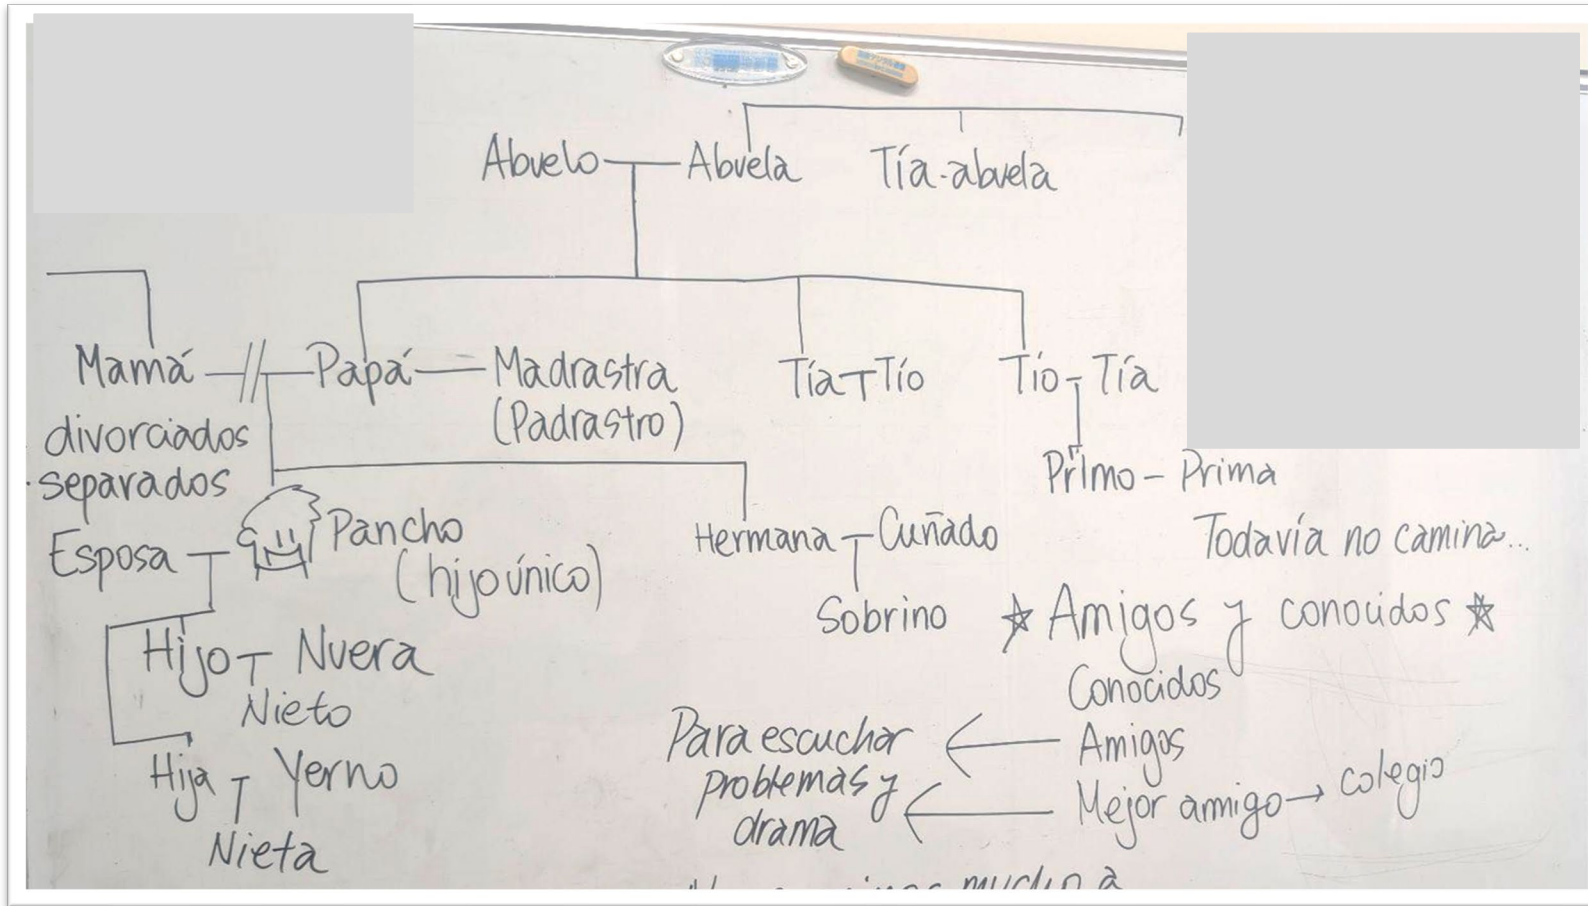 Abuelo Abuela Tía-abuela
Mamá Papá Madrastra Tía Tío Tío Tía
(Padrastro)
divorciados
separados
Primo - Prima
Esposa Pancho Hermana Cuñado Todavía no camina...
(hijo único)
Sobrino
Amigos y conocidos
Hijo Nuera
Conocidos
Nieto
Para escuchar Amigos
problemas y
drama
Mejor amigo → colegio
Hija Yerno
Nieta
mucho a